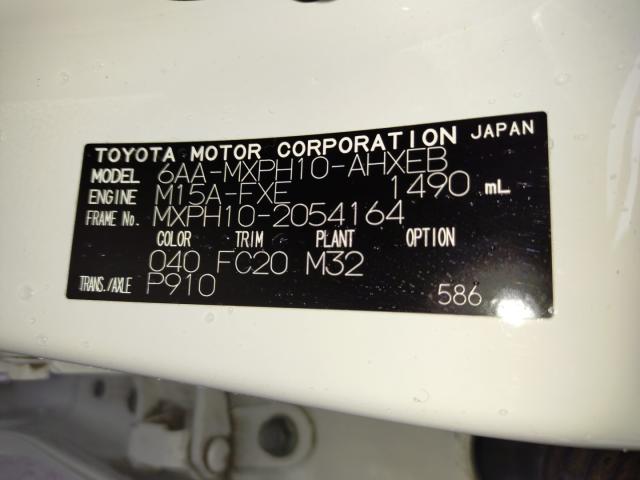 TOYOTA MOTOR CORPORATION JAPAN
MODEL 6AA-MXPH10-AHXEB
ENGINE M15A-FXE 1490 mL
FRAME No. MXPH10-2054164
COLOR TRIM PLANT OPTION
040 FC20 M32
TRANS./AXLE P910 586